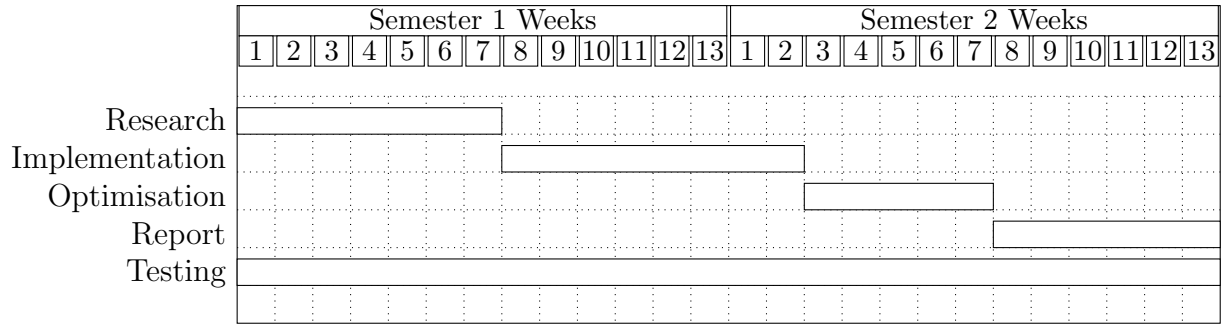 Semester 1 Weeks Semester 2 Weeks
1 2 3 4 5 6 7 8 9 10 11 12 13 1 2 3 4 5 6 7 8 9 10 11 12 13
Research
Implementation
Optimisation
Report
Testing